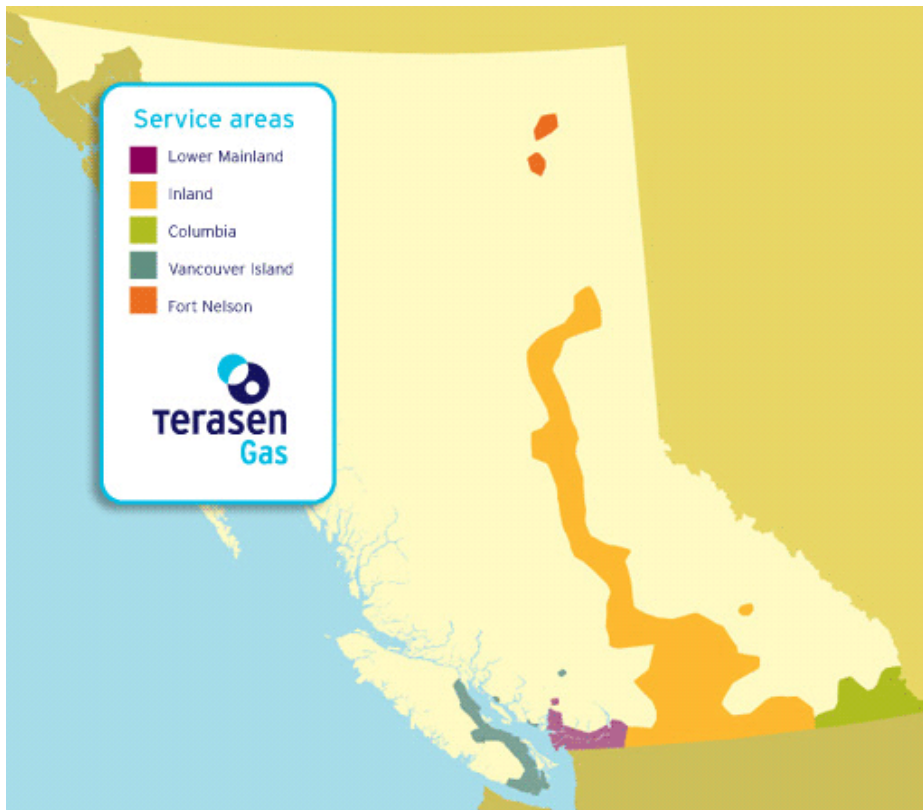 Service areas
Lower Mainland
Inland
Columbia
Vancouver Island
Fort Nelson
Terasen
Gas